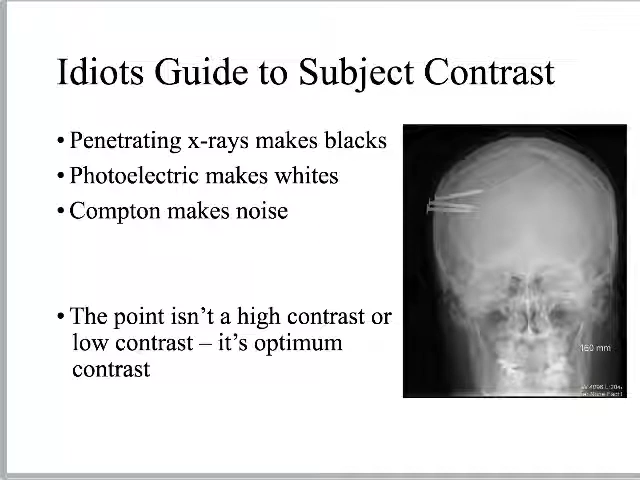 Idiots Guide to Subject Contrast
• Penetrating x-rays makes blacks
• Photoelectric makes whites
• Compton makes noise
• The point isn't a high contrast or
low contrast – it's optimum
contrast
160 mm